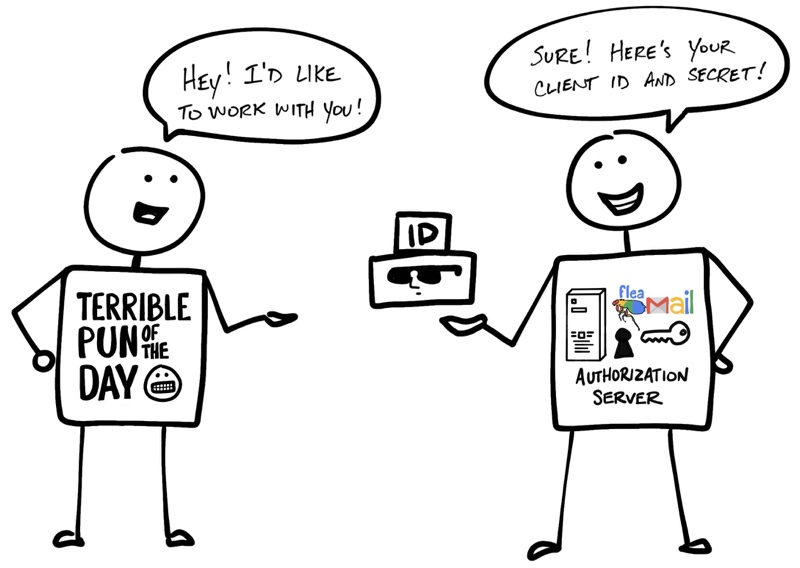 HEY! I'D LIKE
TO WORK WITH YOU!
SURE! HERE'S YOUR
CLIENT ID AND SECRET!
ID
TERRIBLE
PUN OF THE
DAY
flea
Mail
AUTHORIZATION
SERVER